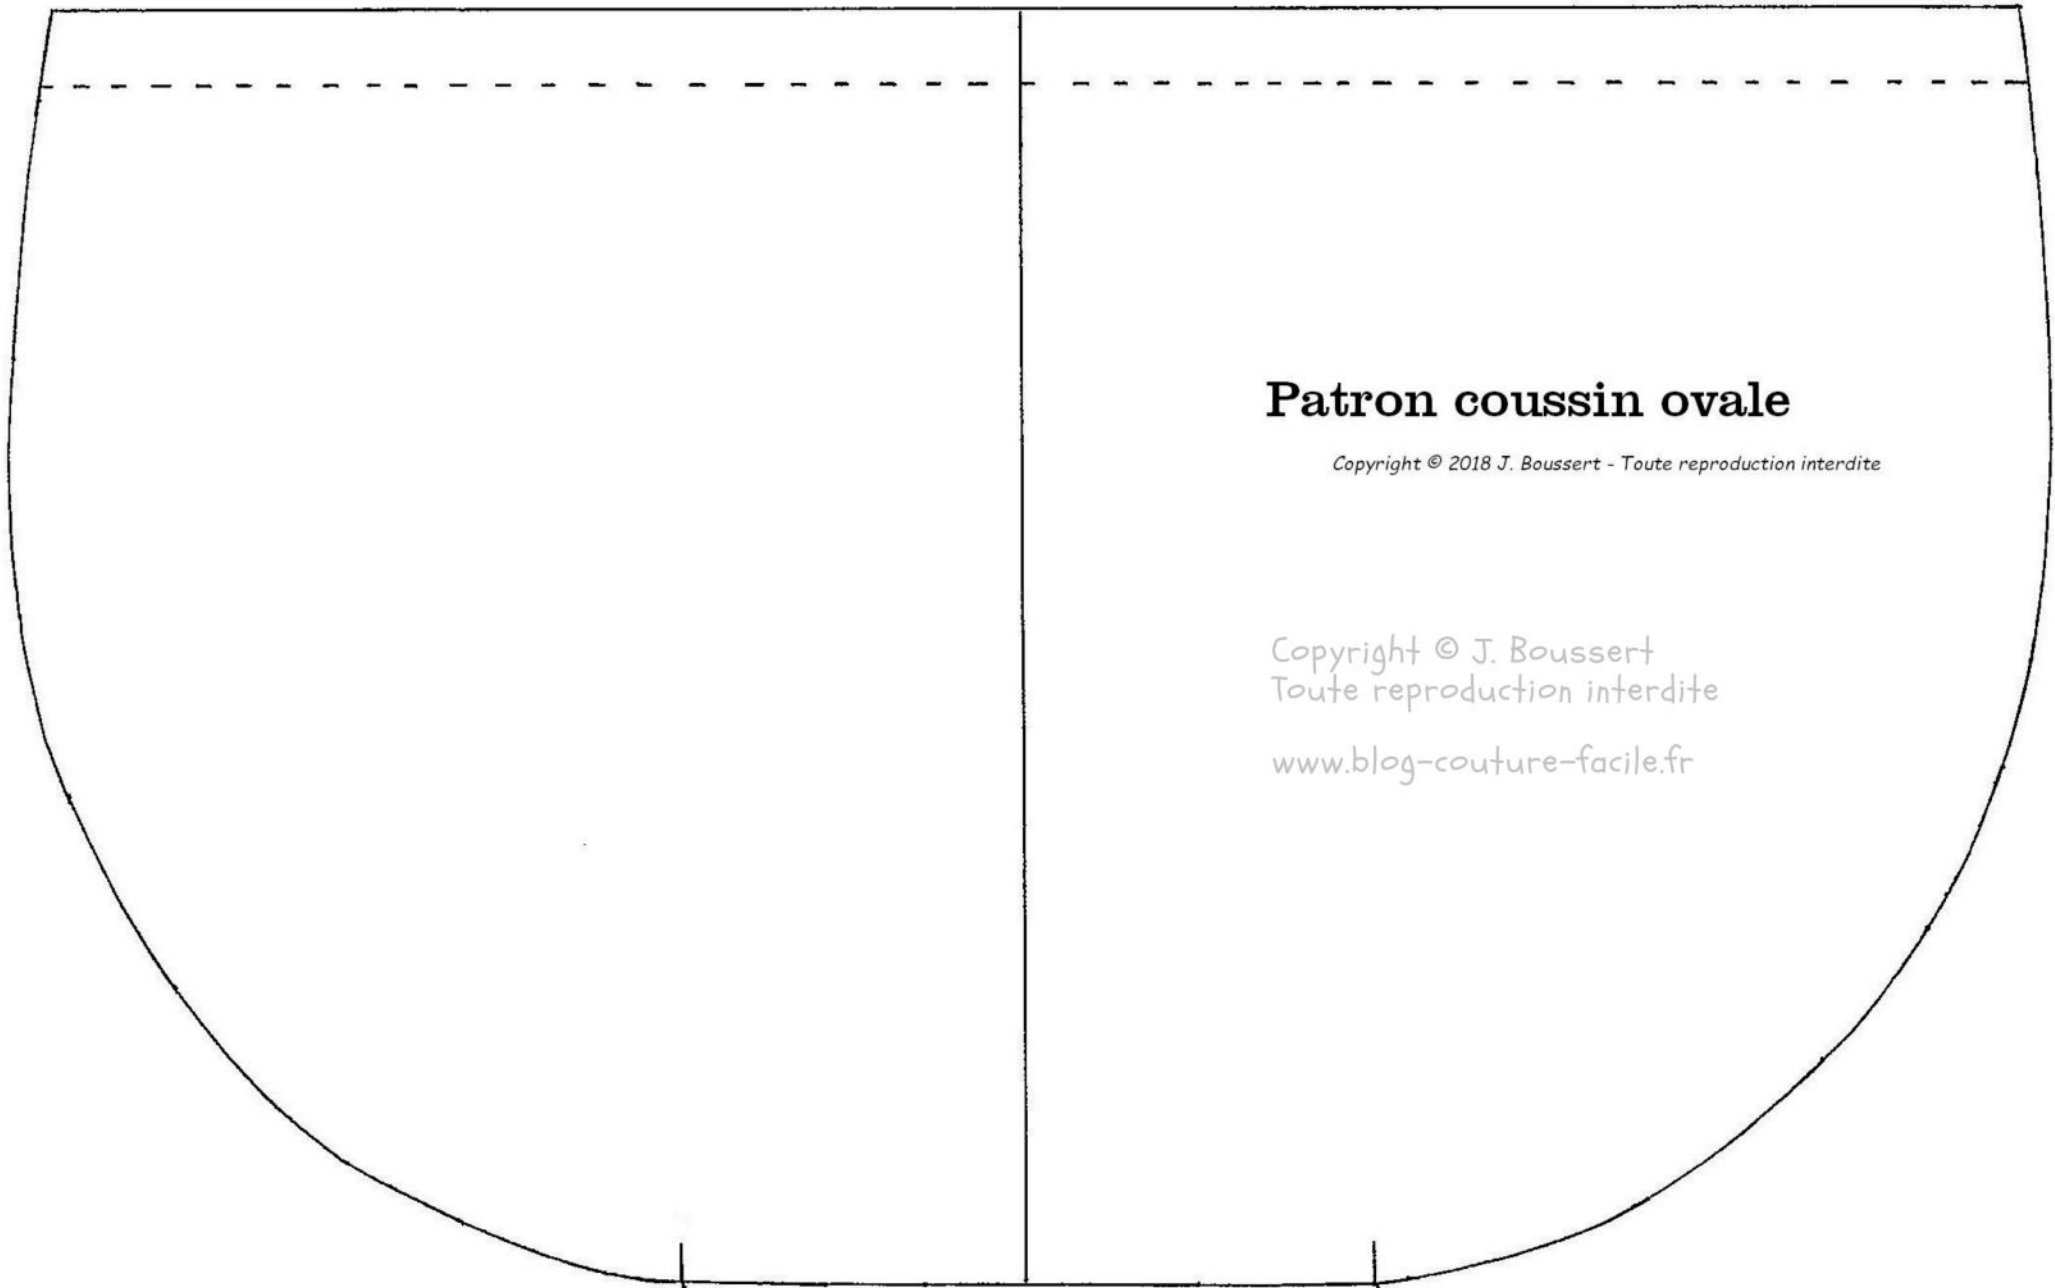 Patron coussin ovale
Copyright © 2018 J. Boussert - Toute reproduction interdite
Copyright © J. Boussert
Toute reproduction interdite
www.blog-couture-facile.fr